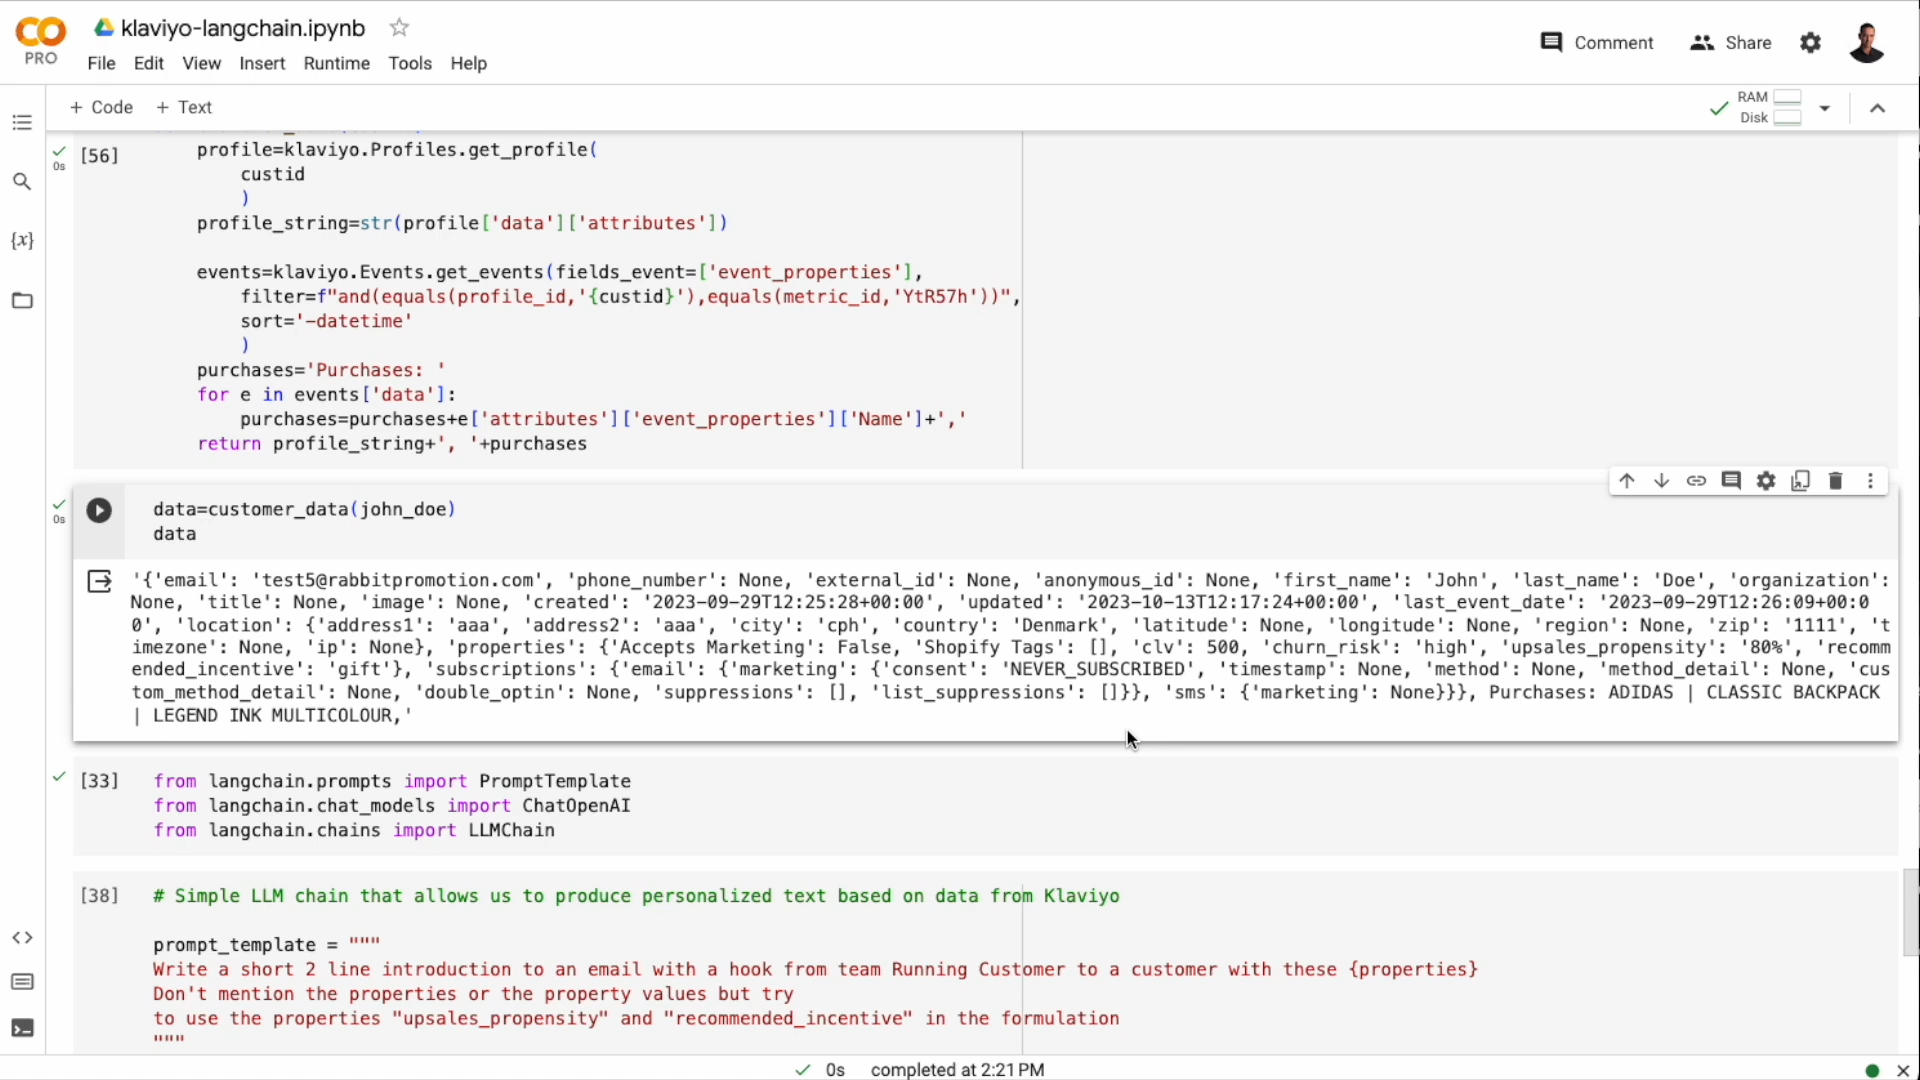 klaviyo-langchain.ipynb
PRO
File Edit View Insert Runtime Tools Help
Comment
Share
+ Code + Text
RAM
Disk
[56]
0s
profile=klaviyo.Profiles.get_profile(
custid
)
profile_string=str(profile['data']['attributes'])
events=klaviyo.Events.get_events(fields_event=['event_properties'],
filter=f"and(equals(profile_id,'{custid}'),equals(metric_id,'YtR57h'))",
sort='-datetime'
)
purchases='Purchases: '
for e in events['data']:
purchases=purchases+e['attributes']['event_properties']['Name']+','
return profile_string+', '+purchases
0s
data=customer_data(john_doe)
data
'{'email': 'test5@rabbitpromotion.com', 'phone_number': None, 'external_id': None, 'anonymous_id': None, 'first_name': 'John', 'last_name': 'Doe', 'organization':
None, 'title': None, 'image': None, 'created': '2023-09-29T12:25:28+00:00', 'updated': '2023-10-13T12:17:24+00:00', 'last_event_date': '2023-09-29T12:26:09+00:0
0', 'location': {'address1': 'aaa', 'address2': 'aaa', 'city': 'cph', 'country': 'Denmark', 'latitude': None, 'longitude': None, 'region': None, 'zip': '1111', 't
imezone': None, 'ip': None}, 'properties': {'Accepts Marketing': False, 'Shopify Tags': [], 'clv': 500, 'churn_risk': 'high', 'upsales_propensity': '80%', 'recomm
ended_incentive': 'gift'}, 'subscriptions': {'email': {'marketing': {'consent': 'NEVER_SUBSCRIBED', 'timestamp': None, 'method': None, 'method_detail': None, 'cus
tom_method_detail': None, 'double_optin': None, 'suppressions': [], 'list_suppressions': []}}, 'sms': {'marketing': None}}}, Purchases: ADIDAS | CLASSIC BACKPACK
| LEGEND INK MULTICOLOUR,'
[33]
from langchain.prompts import PromptTemplate
from langchain.chat_models import ChatOpenAI
from langchain.chains import LLMChain
[38]
# Simple LLM chain that allows us to produce personalized text based on data from Klaviyo
prompt_template = """
Write a short 2 line introduction to an email with a hook from team Running Customer to a customer with these {properties}
Don't mention the properties or the property values but try
to use the properties "upsales_propensity" and "recommended_incentive" in the formulation
"""
0s completed at 2:21 PM